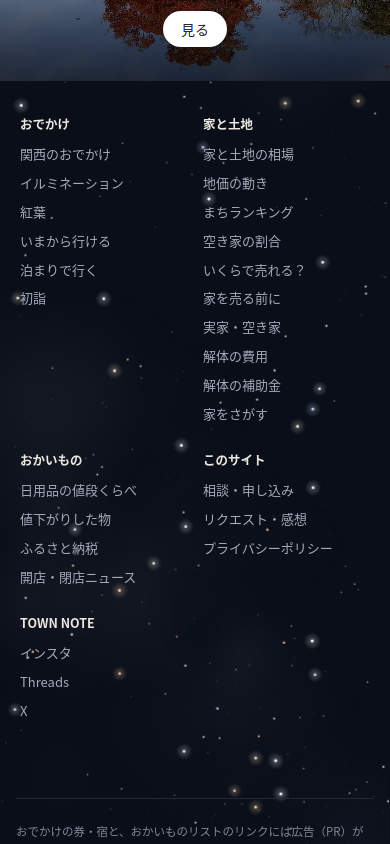 見る
おでかけ
関西のおでかけ
イルミネーション
紅葉
いまから行ける
泊まりで行く
初詣
家と土地
家と土地の相場
地価の動き
まちランキング
空き家の割合
いくらで売れる？
家を売る前に
実家・空き家
解体の費用
解体の補助金
家をさがす
おかいもの
日用品の値段くらべ
値下がりした物
ふるさと納税
開店・閉店ニュース
このサイト
相談・申し込み
リクエスト・感想
プライバシーポリシー
TOWN NOTE
インスタ
Threads
X
おでかけの券・宿と、おかいものリストのリンクには広告（PR）が